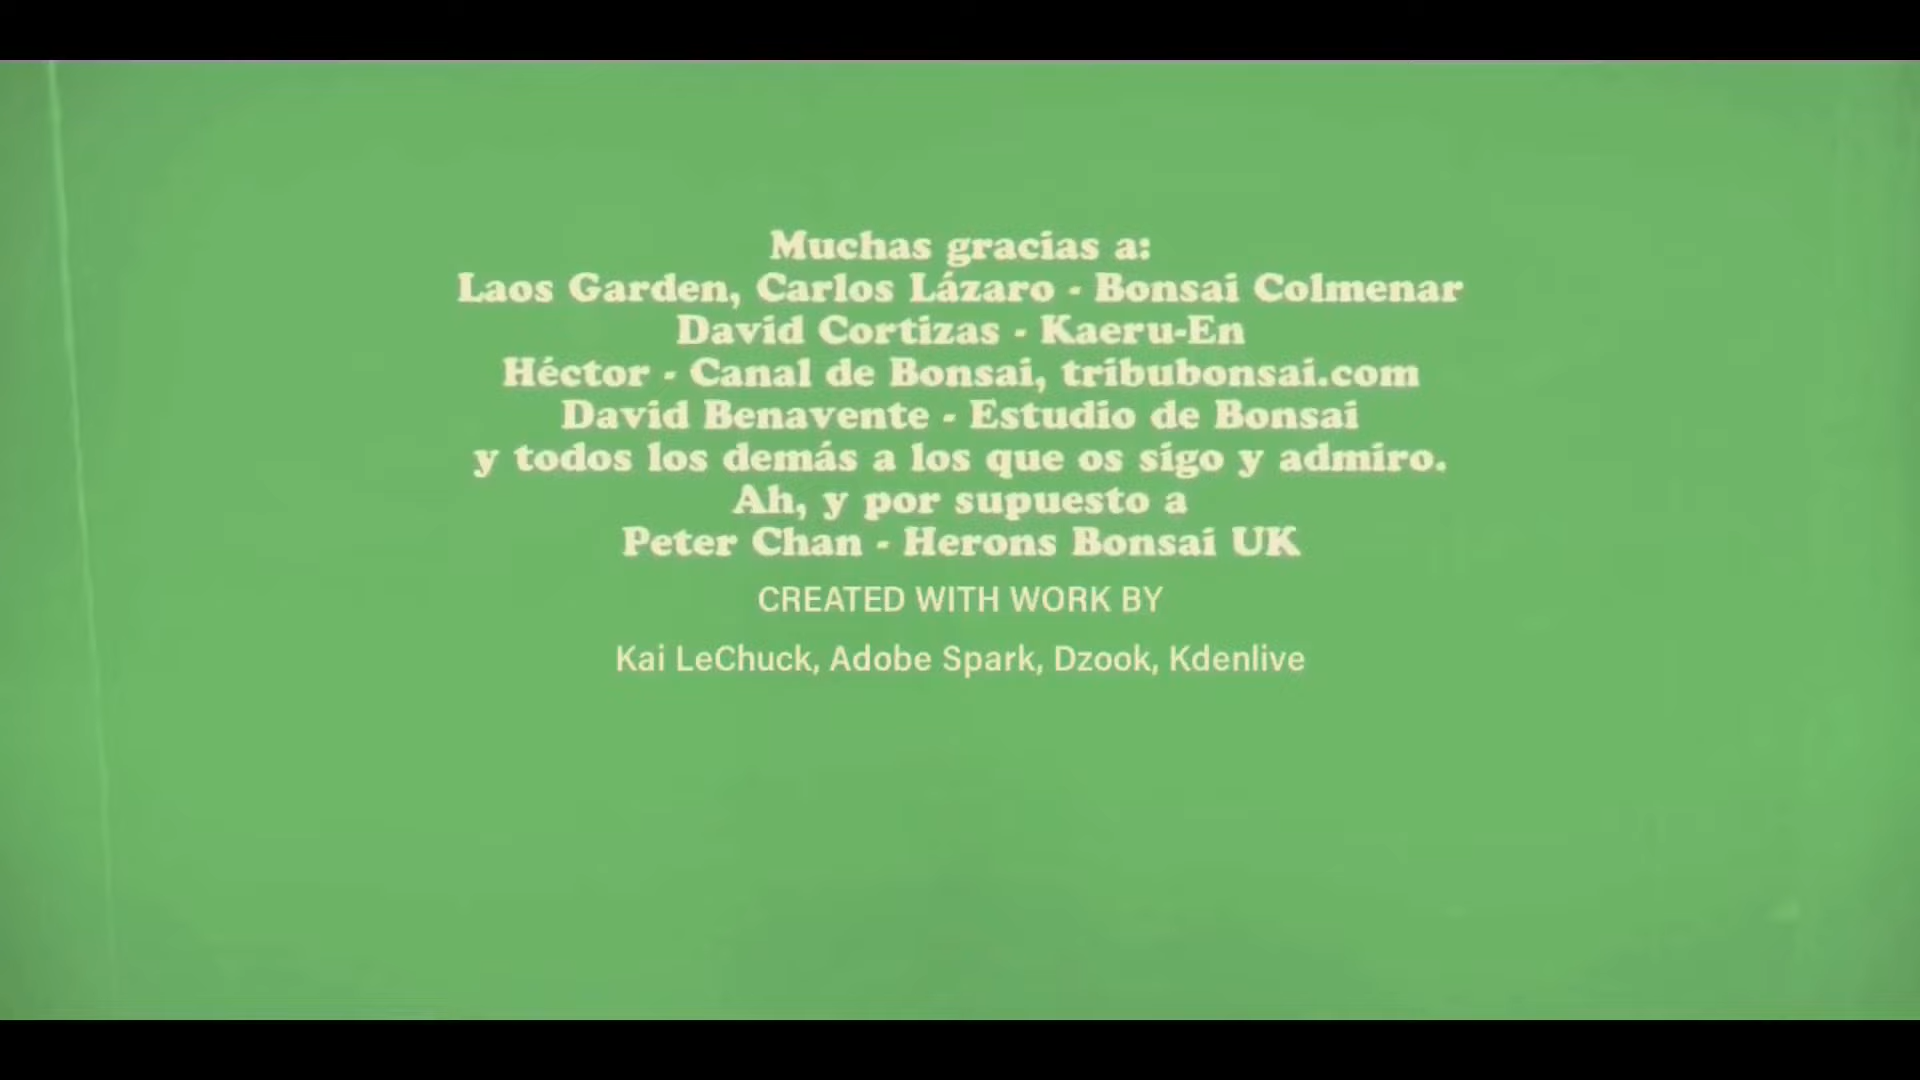 Muchas gracias a:
Laos Garden, Carlos Lázaro - Bonsai Colmenar
David Cortizas - Kaeru-En
Héctor - Canal de Bonsai, tribubonsai.com
David Benavente - Estudio de Bonsai
y todos los demás a los que os sigo y admiro.
Ah, y por supuesto a
Peter Chan - Herons Bonsai UK
CREATED WITH WORK BY
Kai LeChuck, Adobe Spark, Dzook, Kdenlive